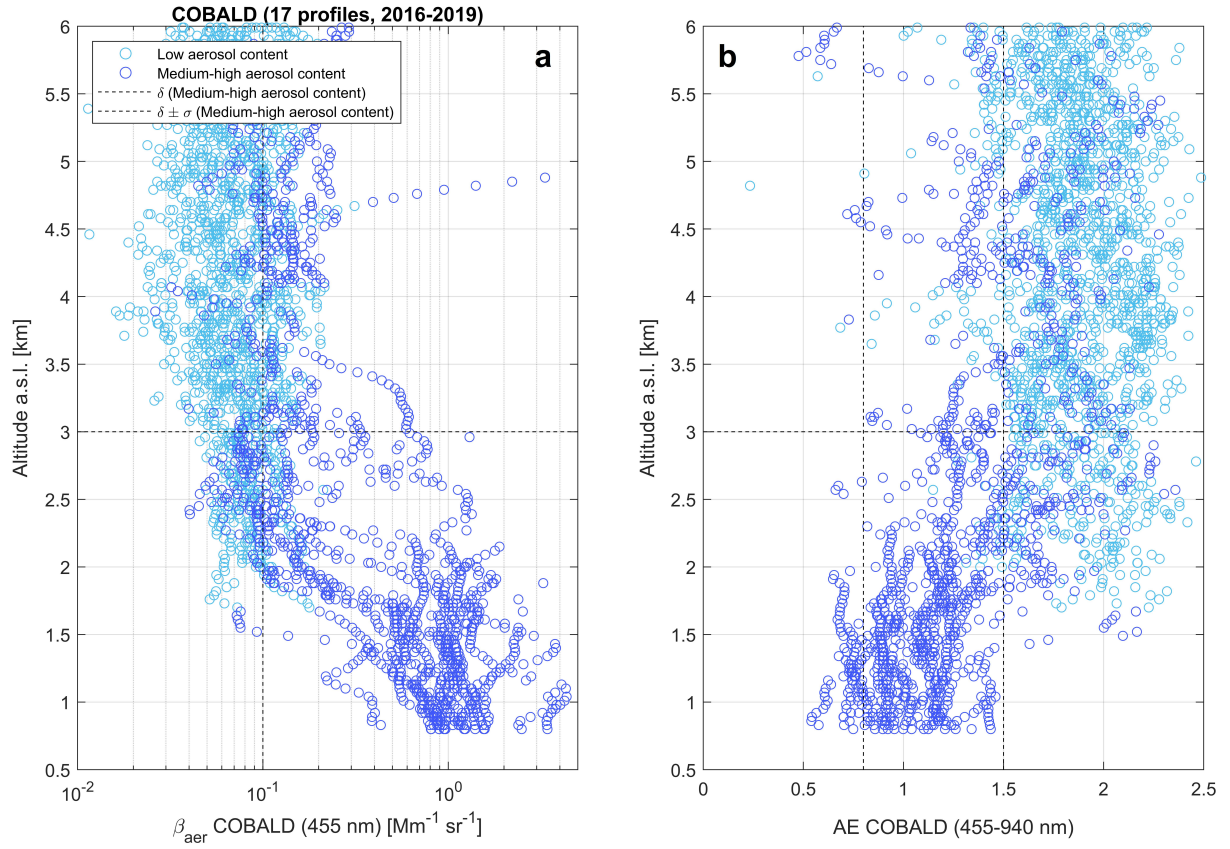 COBALD (17 profiles, 2016-2019)
a
Low aerosol content
Medium-high aerosol content
δ (Medium-high aerosol content)
δ ± σ (Medium-high aerosol content)
6
5.5
5
4.5
4
3.5
3
2.5
2
1.5
1
0.5
Altitude a.s.l. [km]
10⁻² 10⁻¹ 10⁰
β_aer COBALD (455 nm) [Mm⁻¹ sr⁻¹]
b
6
5.5
5
4.5
4
3.5
3
2.5
2
1.5
1
0.5
Altitude a.s.l. [km]
0 0.5 1 1.5 2 2.5
AE COBALD (455-940 nm)